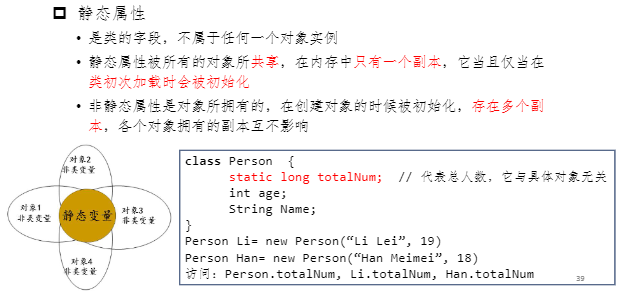 静态属性
• 是类的字段，不属于任何一个对象实例
• 静态属性被所有的对象所共享，在内存中只有一个副本，它当且仅当在
类初次加载时会被初始化
• 非静态属性是对象所拥有的，在创建对象的时候被初始化，存在多个副
本，各个对象拥有的副本互不影响
对象2
非类变量
对象1
非类变量
静态变量
对象3
非类变量
对象4
非类变量
class Person  {
static long totalNum;  // 代表总人数，它与具体对象无关
int age;
String Name;
}
Person Li= new Person(“Li Lei”, 19)
Person Han= new Person(“Han Meimei”, 18)
访问：Person.totalNum, Li.totalNum, Han.totalNum
39